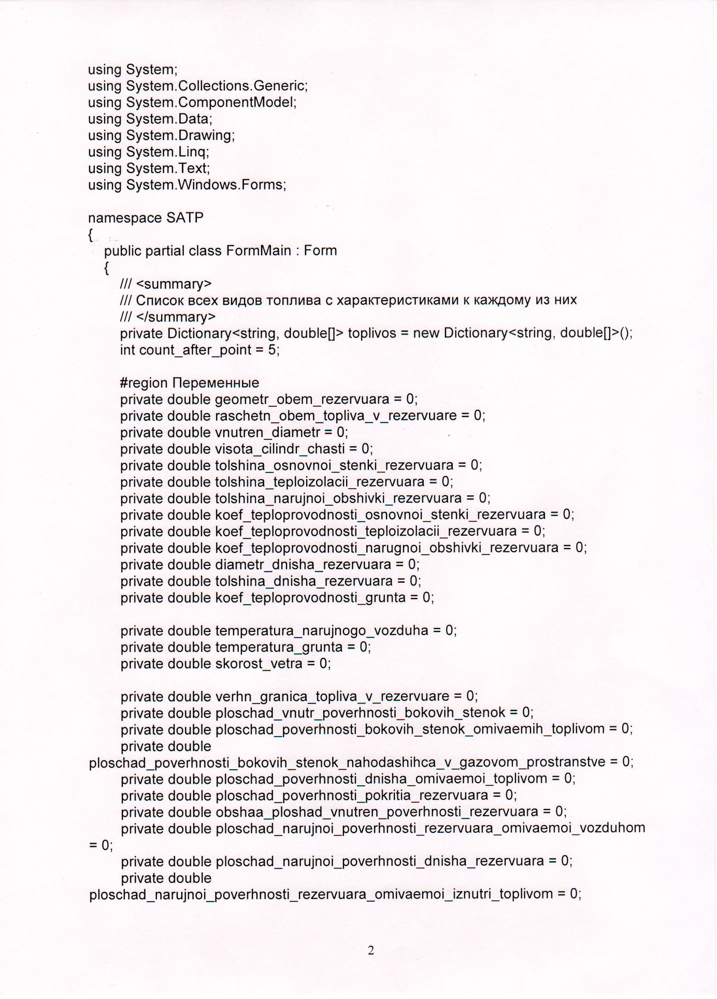 using System;
using System.Collections.Generic;
using System.ComponentModel;
using System.Data;
using System.Drawing;
using System.Linq;
using System.Text;
using System.Windows.Forms;
namespace SATP
{
public partial class FormMain : Form
{
/// <summary>
/// Список всех видов топлива с характеристиками к каждому из них
/// </summary>
private Dictionary<string, double[]> toplivos = new Dictionary<string, double[]>();
int count_after_point = 5;
#region Переменные
private double geometr_obem_rezervuara = 0;
private double raschetn_obem_topliva_v_rezervuare = 0;
private double vnutren_diametr = 0;
private double visota_cilindr_chasti = 0;
private double tolshina_osnovnoi_stenki_rezervuara = 0;
private double tolshina_teploizolacii_rezervuara = 0;
private double tolshina_narujnoi_obshivki_rezervuara = 0;
private double koef_teploprovodnosti_osnovnoi_stenki_rezervuara = 0;
private double koef_teploprovodnosti_teploizolacii_rezervuara = 0;
private double koef_teploprovodnosti_narugnoi_obshivki_rezervuara = 0;
private double diametr_dnisha_rezervuara = 0;
private double tolshina_dnisha_rezervuara = 0;
private double koef_teploprovodnosti_grunta = 0;
private double temperatura_narujnogo_vozduha = 0;
private double temperatura_grunta = 0;
private double skorost_vetra = 0;
private double verhn_granica_topliva_v_rezervuare = 0;
private double ploschad_vnutr_poverhnosti_bokovih_stenok = 0;
private double ploschad_poverhnosti_bokovih_stenok_omivaemih_toplivom = 0;
private double
ploschad_poverhnosti_bokovih_stenok_nahodashihca_v_gazovom_prostranstve = 0;
private double ploschad_poverhnosti_dnisha_omivaemoi_toplivom = 0;
private double ploschad_poverhnosti_pokritia_rezervuara = 0;
private double obshaa_ploshad_vnutren_poverhnosti_rezervuara = 0;
private double ploschad_narujnoi_poverhnosti_rezervuara_omivaemoi_vozduhom
= 0;
private double ploschad_narujnoi_poverhnosti_dnisha_rezervuara = 0;
private double
ploschad_narujnoi_poverhnosti_rezervuara_omivaemoi_iznutri_toplivom = 0;
2